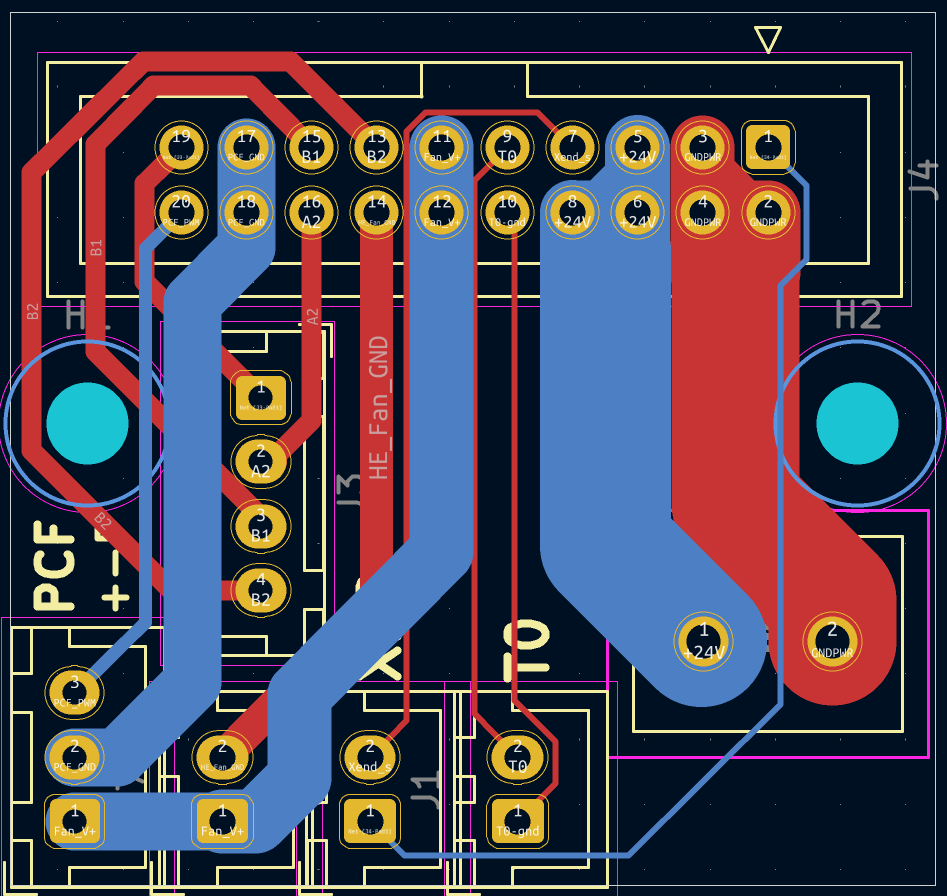 19
17
PCF_GND
15
B1
13
B2
11
Fan_V+
9
T0
7
Xend_s
5
+24V
3
GNDPWR
1
J4
20
PCF_PWM
18
PCF_GND
16
A2
14
12
Fan_V+
10
T0-gnd
8
+24V
6
+24V
4
GNDPWR
2
GNDPWR
B2
B1
A2
HE_Fan_GND
H2
1
2
A2
3
B1
4
B2
J3
B2
PCF
+-
T0
1
+24V
2
GNDPWR
3
PCF_PWM
2
PCF_GND
1
Fan_V+
2
HE_Fan_GND
1
Fan_V+
2
Xend_s
1
J1
2
T0
1
T0-gnd